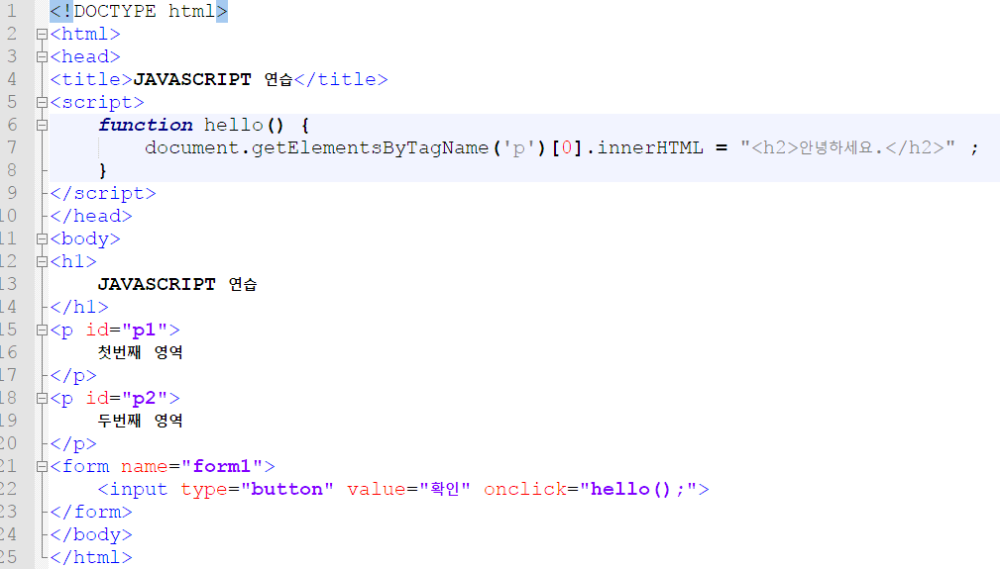 1 <!DOCTYPE html>
2 <html>
3 <head>
4 <title>JAVASCRIPT 연습</title>
5 <script>
6 function hello() {
7 document.getElementsByTagName('p')[0].innerHTML = "<h2>안녕하세요.</h2>" ;
8 }
9 </script>
10 </head>
11 <body>
12 <h1>
13 JAVASCRIPT 연습
14 </h1>
15 <p id="p1">
16 첫번째 영역
17 </p>
18 <p id="p2">
19 두번째 영역
20 </p>
21 <form name="form1">
22 <input type="button" value="확인" onclick="hello();">
23 </form>
24 </body>
25 </html>